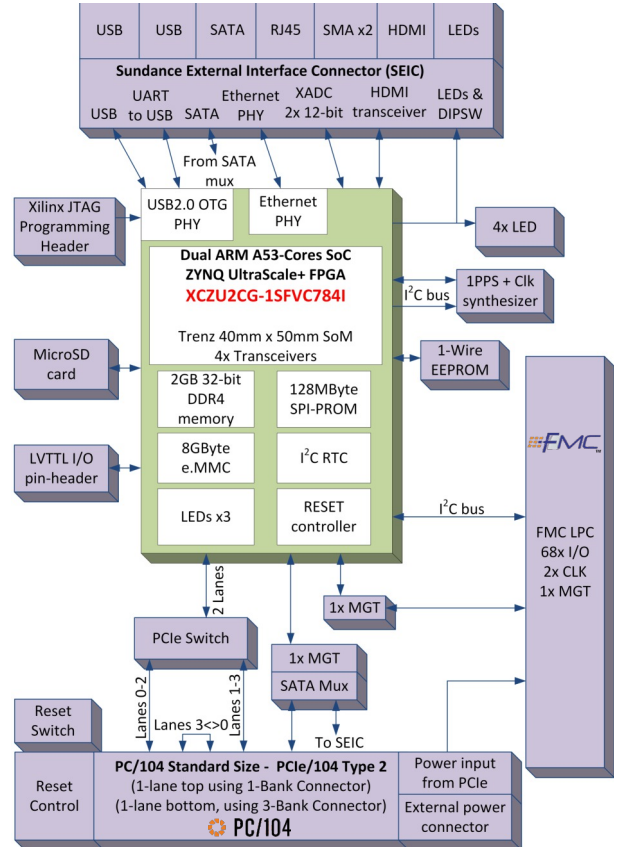 USB USB SATA RJ45 SMA x2 HDMI LEDs
Sundance External Interface Connector (SEIC)
USB
UART
to USB
SATA
Ethernet
PHY
XADC
2x 12-bit
HDMI
transceiver
LEDs &
DIPSW
From SATA
mux
Xilinx JTAG
Programming
Header
USB2.0 OTG
PHY
Ethernet
PHY
4x LED
Dual ARM A53-Cores SoC
ZYNQ UltraScale+ FPGA
XCZU2CG-1SFVC784I
Trenz 40mm x 50mm SoM
4x Transceivers
I2C bus
1PPS + Clk
synthesizer
MicroSD
card
1-Wire
EEPROM
2GB 32-bit
DDR4
memory
128MByte
SPI-PROM
LVTTL I/O
pin-header
8GByte
e.MMC
I2C RTC
LEDs x3
RESET
controller
I2C bus
FMC
FMC LPC
68x I/O
2x CLK
1x MGT
2 Lanes
1x MGT
PCIe Switch
1x MGT
SATA Mux
Lanes 0-2
Lanes 3<>0
Lanes 1-3
To SEIC
Reset
Switch
Reset
Control
PC/104 Standard Size - PCIe/104 Type 2
(1-lane top using 1-Bank Connector)
(1-lane bottom, using 3-Bank Connector)
PC/104
Power input
from PCIe
External power
connector